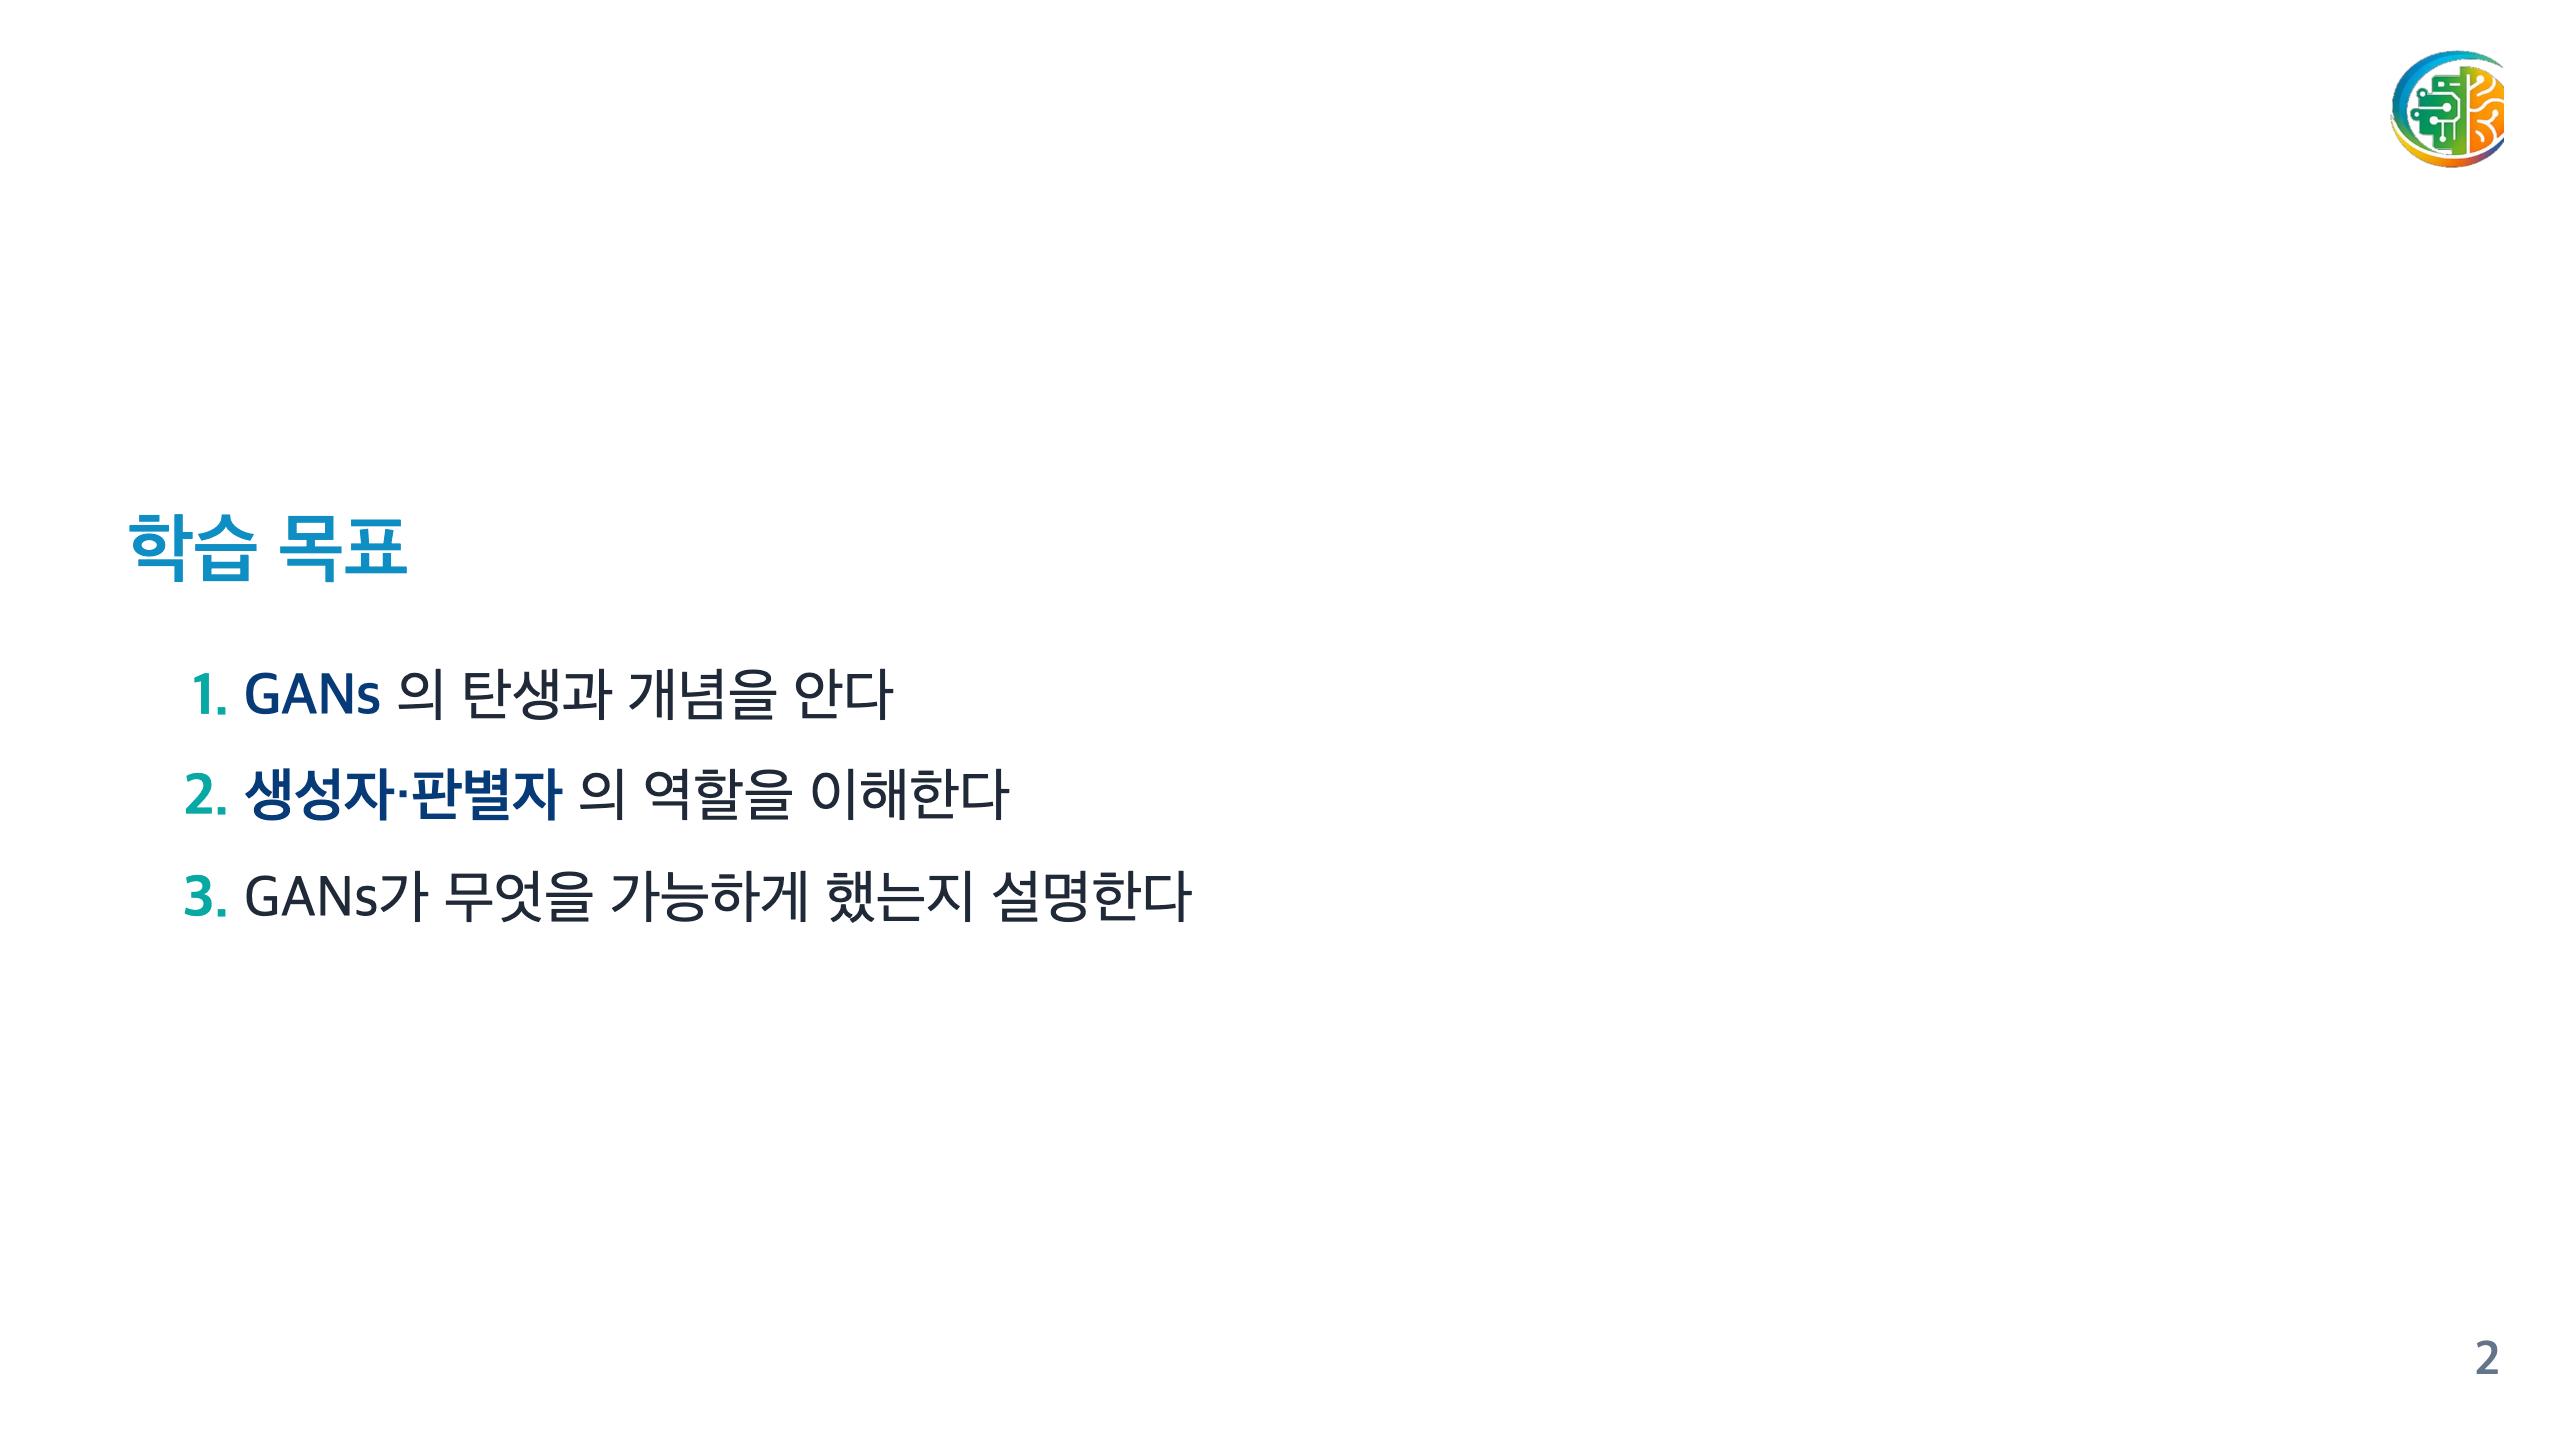 학습 목표
1. GANs 의 탄생과 개념을 안다
2. 생성자·판별자 의 역할을 이해한다
3. GANs가 무엇을 가능하게 했는지 설명한다
2